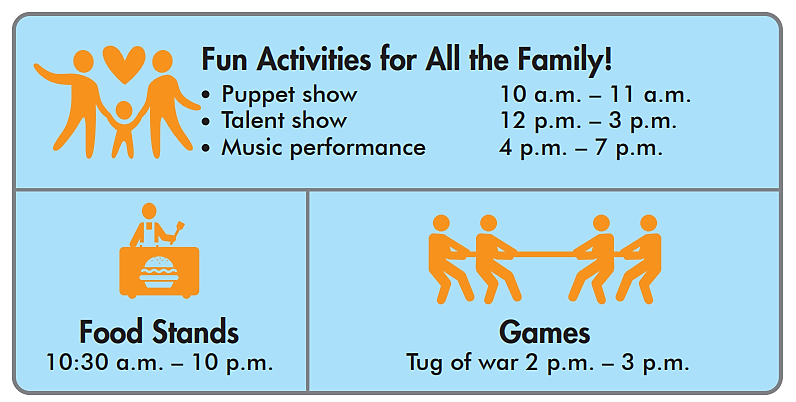 Fun Activities for All the Family!
• Puppet show 10 a.m. – 11 a.m.
• Talent show 12 p.m. – 3 p.m.
• Music performance 4 p.m. – 7 p.m.
Food Stands
10:30 a.m. – 10 p.m.
Games
Tug of war 2 p.m. – 3 p.m.